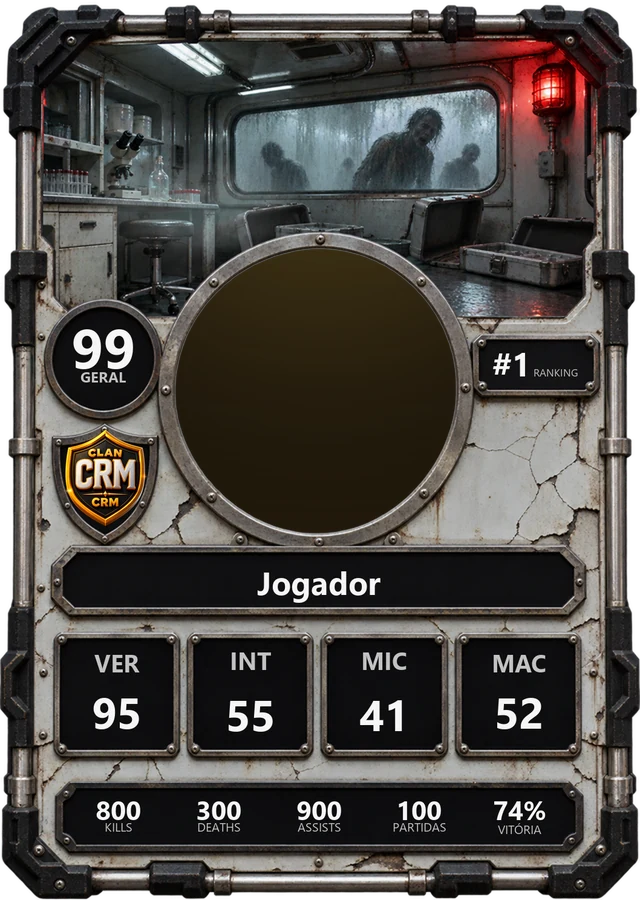 99
GERAL
#1 RANKING
CLAN
CRM
CRM
Jogador
VER
95
INT
55
MIC
41
MAC
52
800
KILLS
300
DEATHS
900
ASSISTS
100
PARTIDAS
74%
VITÓRIA